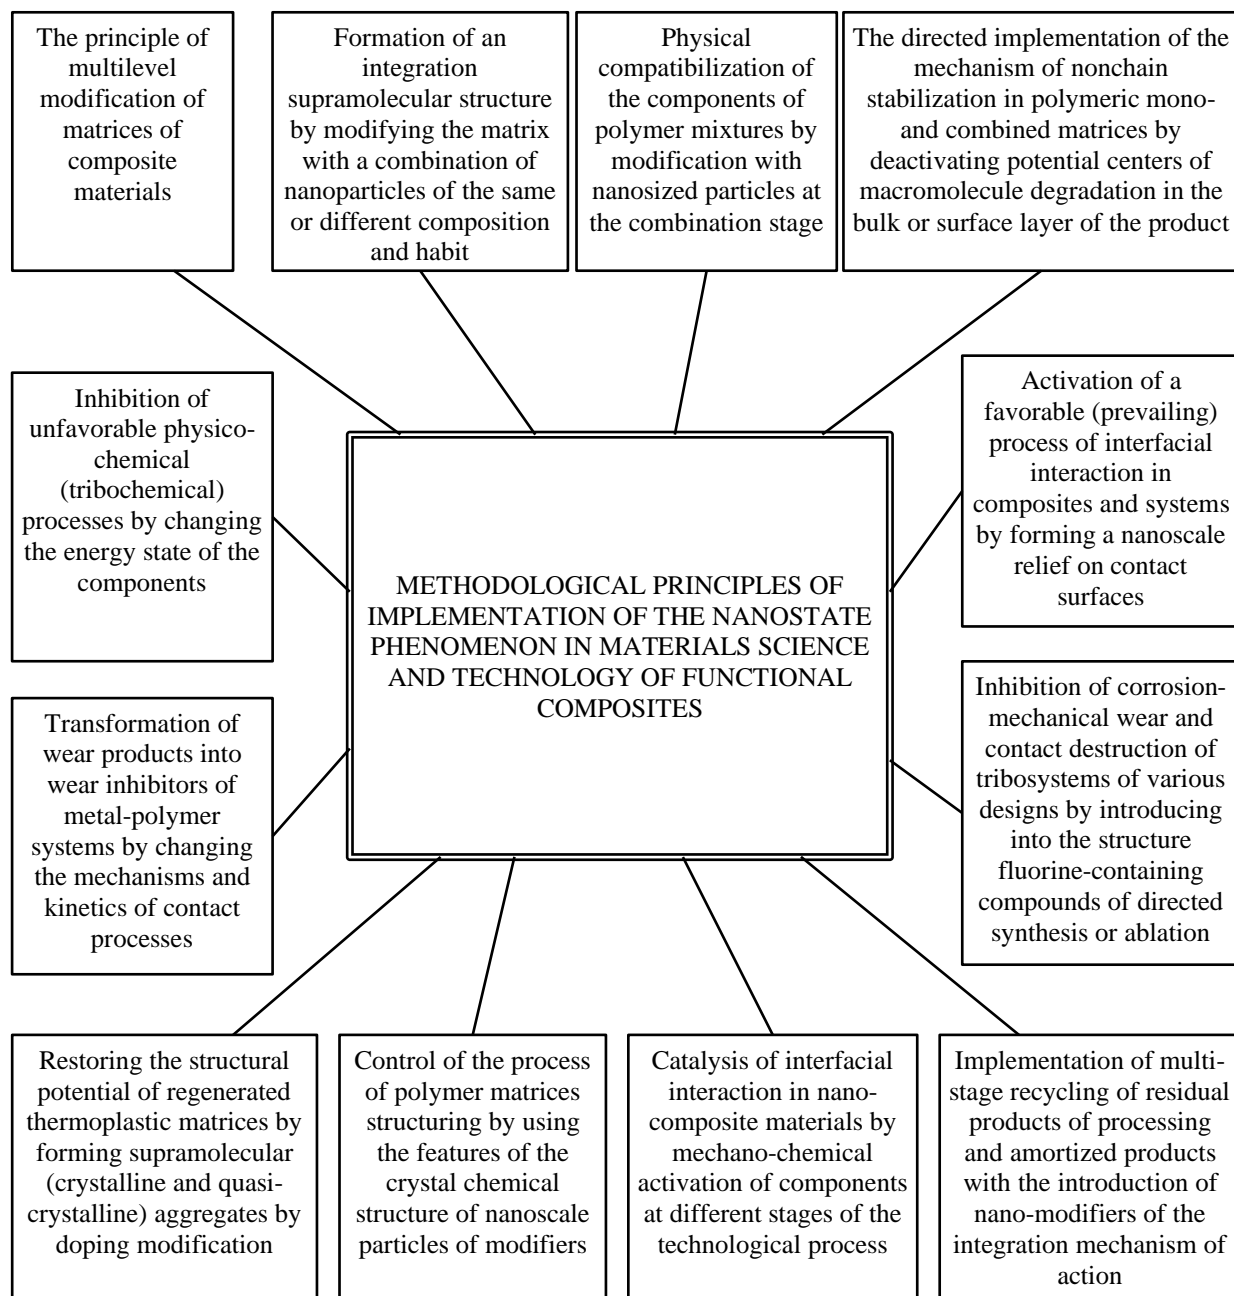 The principle of
multilevel
modification of
matrices of
composite
materials
Formation of an
integration
supramolecular structure
by modifying the matrix
with a combination of
nanoparticles of the same
or different composition
and habit
Physical
compatibilization of
the components of
polymer mixtures by
modification with
nanosized particles at
the combination stage
The directed implementation of the
mechanism of nonchain
stabilization in polymeric mono-
and combined matrices by
deactivating potential centers of
macromolecule degradation in the
bulk or surface layer of the product
Inhibition of
unfavorable physico-
chemical
(tribochemical)
processes by changing
the energy state of the
components
Activation of a
favorable (prevailing)
process of interfacial
interaction in
composites and systems
by forming a nanoscale
relief on contact
surfaces
METHODOLOGICAL PRINCIPLES OF
IMPLEMENTATION OF THE NANOSTATE
PHENOMENON IN MATERIALS SCIENCE
AND TECHNOLOGY OF FUNCTIONAL
COMPOSITES
Transformation of
wear products into
wear inhibitors of
metal-polymer
systems by changing
the mechanisms and
kinetics of contact
processes
Inhibition of corrosion-
mechanical wear and
contact destruction of
tribosystems of various
designs by introducing
into the structure
fluorine-containing
compounds of directed
synthesis or ablation
Restoring the structural
potential of regenerated
thermoplastic matrices by
forming supramolecular
(crystalline and quasi-
crystalline) aggregates by
doping modification
Control of the process
of polymer matrices
structuring by using
the features of the
crystal chemical
structure of nanoscale
particles of modifiers
Catalysis of interfacial
interaction in nano-
composite materials by
mechano-chemical
activation of components
at different stages of the
technological process
Implementation of multi-
stage recycling of residual
products of processing
and amortized products
with the introduction of
nano-modifiers of the
integration mechanism of
action